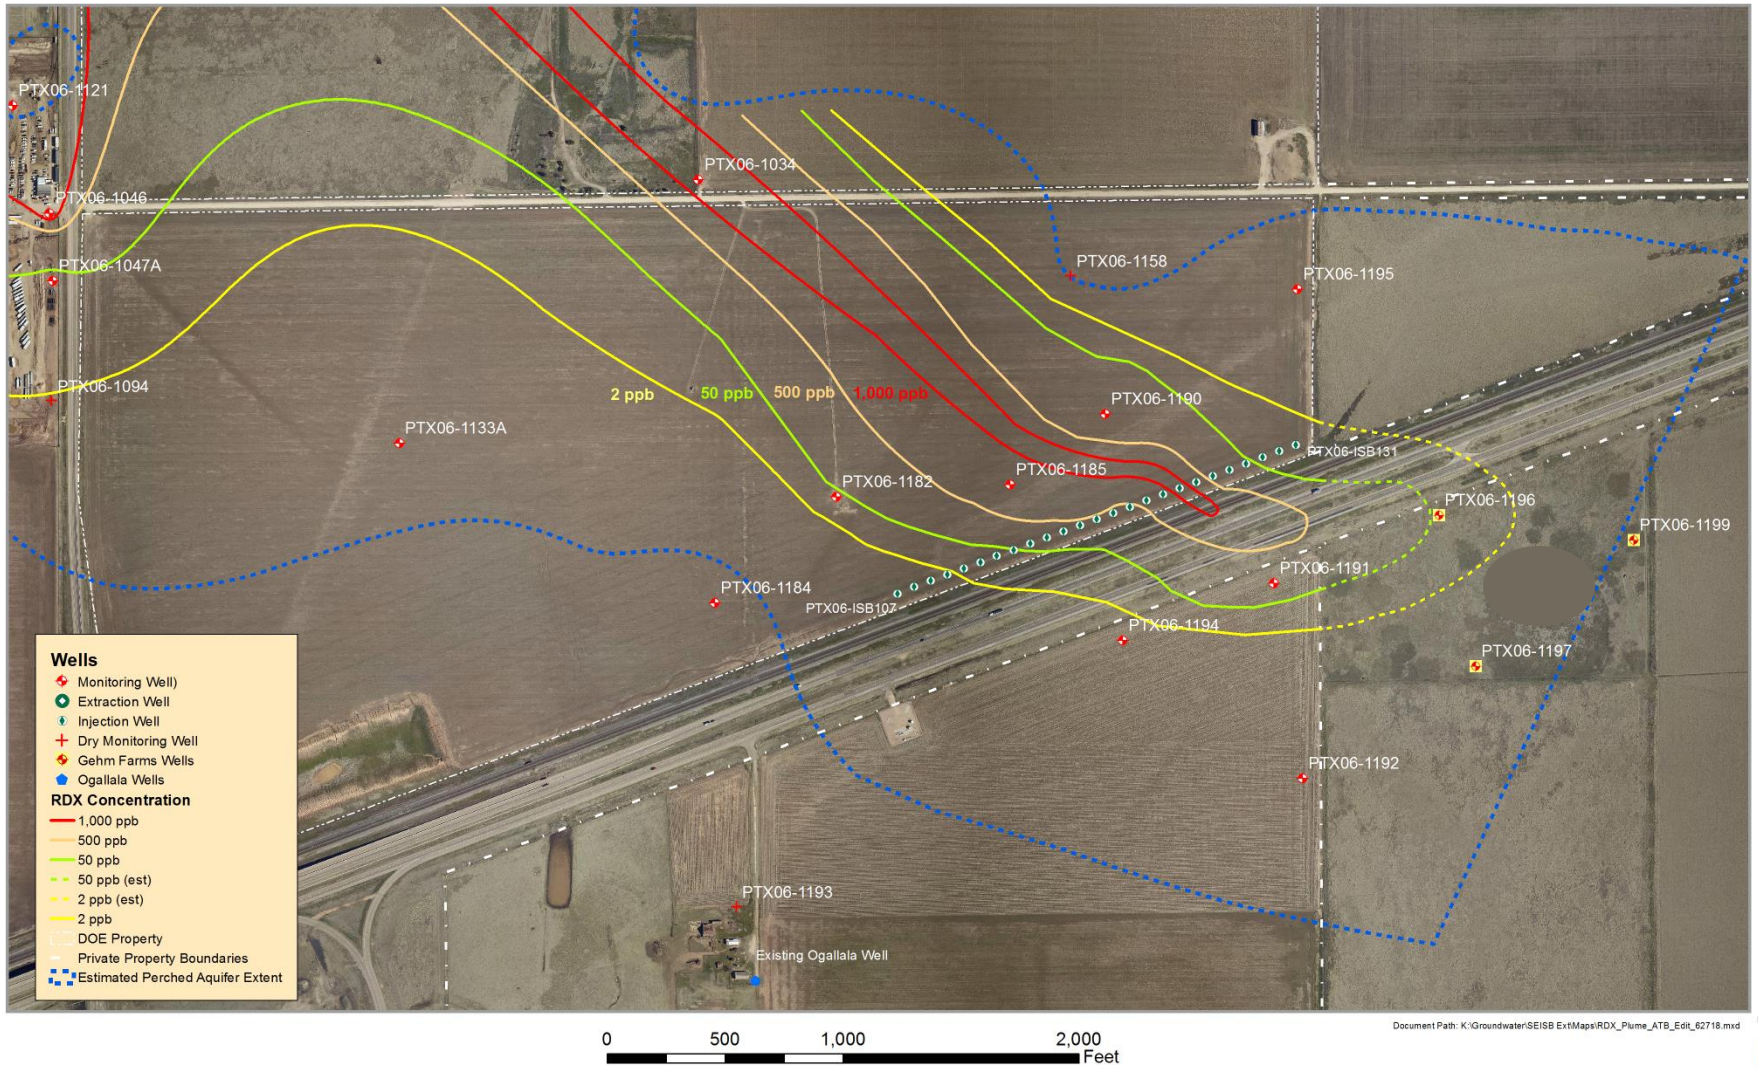 PTX06-1121
PTX06-1034
PTX06-1046
PTX06-1047A
PTX06-1158
PTX06-1195
PTX06-1094
2 ppb
50 ppb
500 ppb
1,000 ppb
PTX06-1190
PTX06-1133A
PTX06-ISB131
PTX06-1185
PTX06-1182
PTX06-1196
PTX06-1199
PTX06-1191
PTX06-1184
PTX06-ISB107
PTX06-1194
PTX06-1197
PTX06-1192
PTX06-1193
Existing Ogallala Well
Wells
Monitoring Well)
Extraction Well
Injection Well
Dry Monitoring Well
Gehm Farms Wells
Ogallala Wells
RDX Concentration
1,000 ppb
500 ppb
50 ppb
50 ppb (est)
2 ppb (est)
2 ppb
DOE Property
Private Property Boundaries
Estimated Perched Aquifer Extent
Document Path: K:\Groundwater\SEISB Ext\Maps\RDX_Plume_ATB_Edit_62718.mxd
0 500 1,000 2,000
Feet